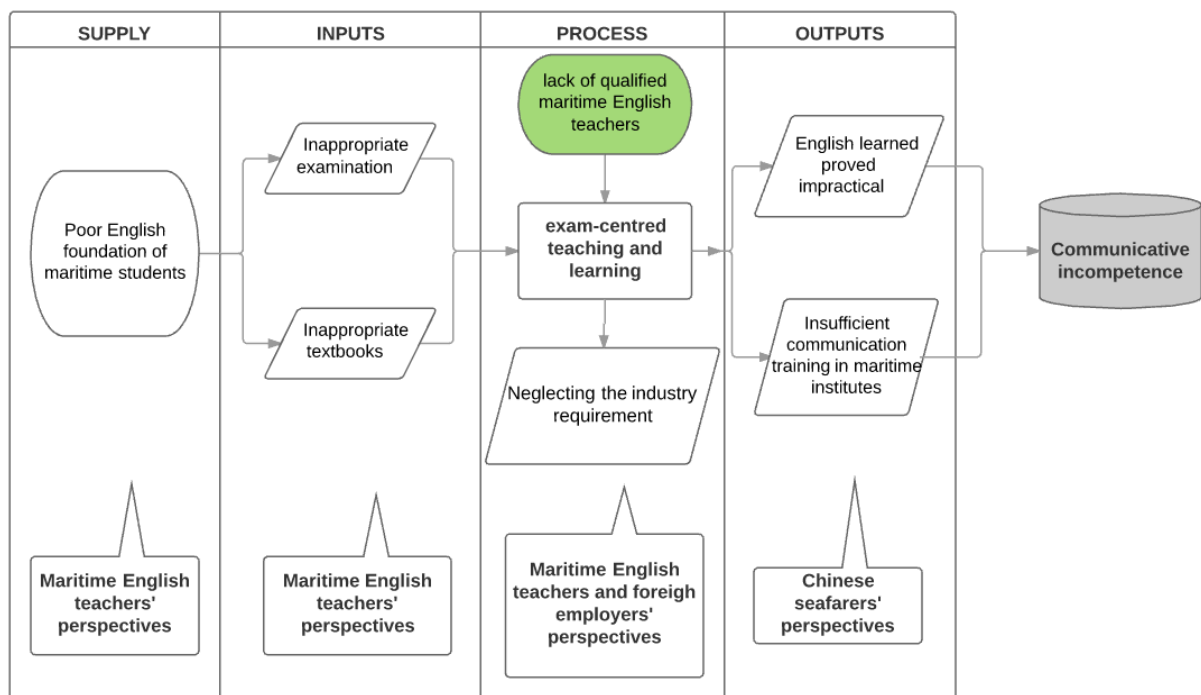 SUPPLY
INPUTS
PROCESS
OUTPUTS
Poor English
foundation of
maritime students
Inappropriate
examination
Inappropriate
textbooks
lack of qualified
maritime English
teachers
exam-centred
teaching and
learning
Neglecting the industry
requirement
English learned
proved
impractical
Insufficient
communication
training in maritime
institutes
Communicative
incompetence
Maritime English
teachers'
perspectives
Maritime English
teachers'
perspectives
Maritime English
teachers and foreigh
employers'
perspectives
Chinese
seafarers'
perspectives